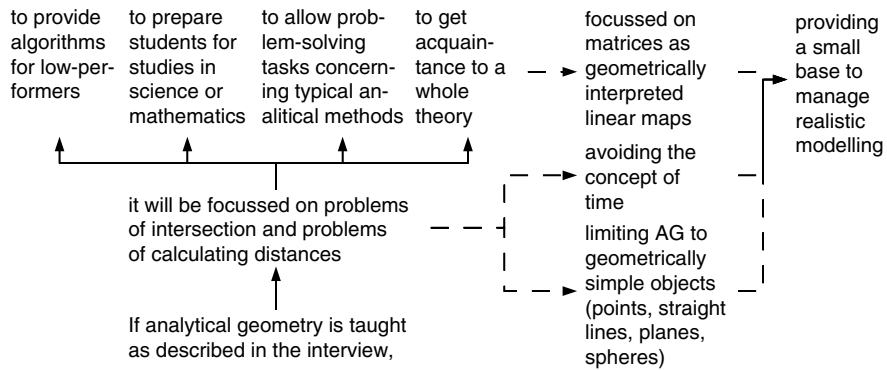 to provide
algorithms
for low-per-
formers
to prepare
students for
studies in
science or
mathematics
to allow prob-
lem-solving
tasks concern-
ing typical an-
alitical methods
to get
acquain-
tance to a
whole
theory
focussed on
matrices as
geometrically
interpreted
linear maps
providing
a small
base to
manage
realistic
modelling
avoiding the
concept of
time
it will be focussed on problems
of intersection and problems
of calculating distances
limiting AG to
geometrically
simple objects
(points, straight
lines, planes,
spheres)
If analytical geometry is taught
as described in the interview,